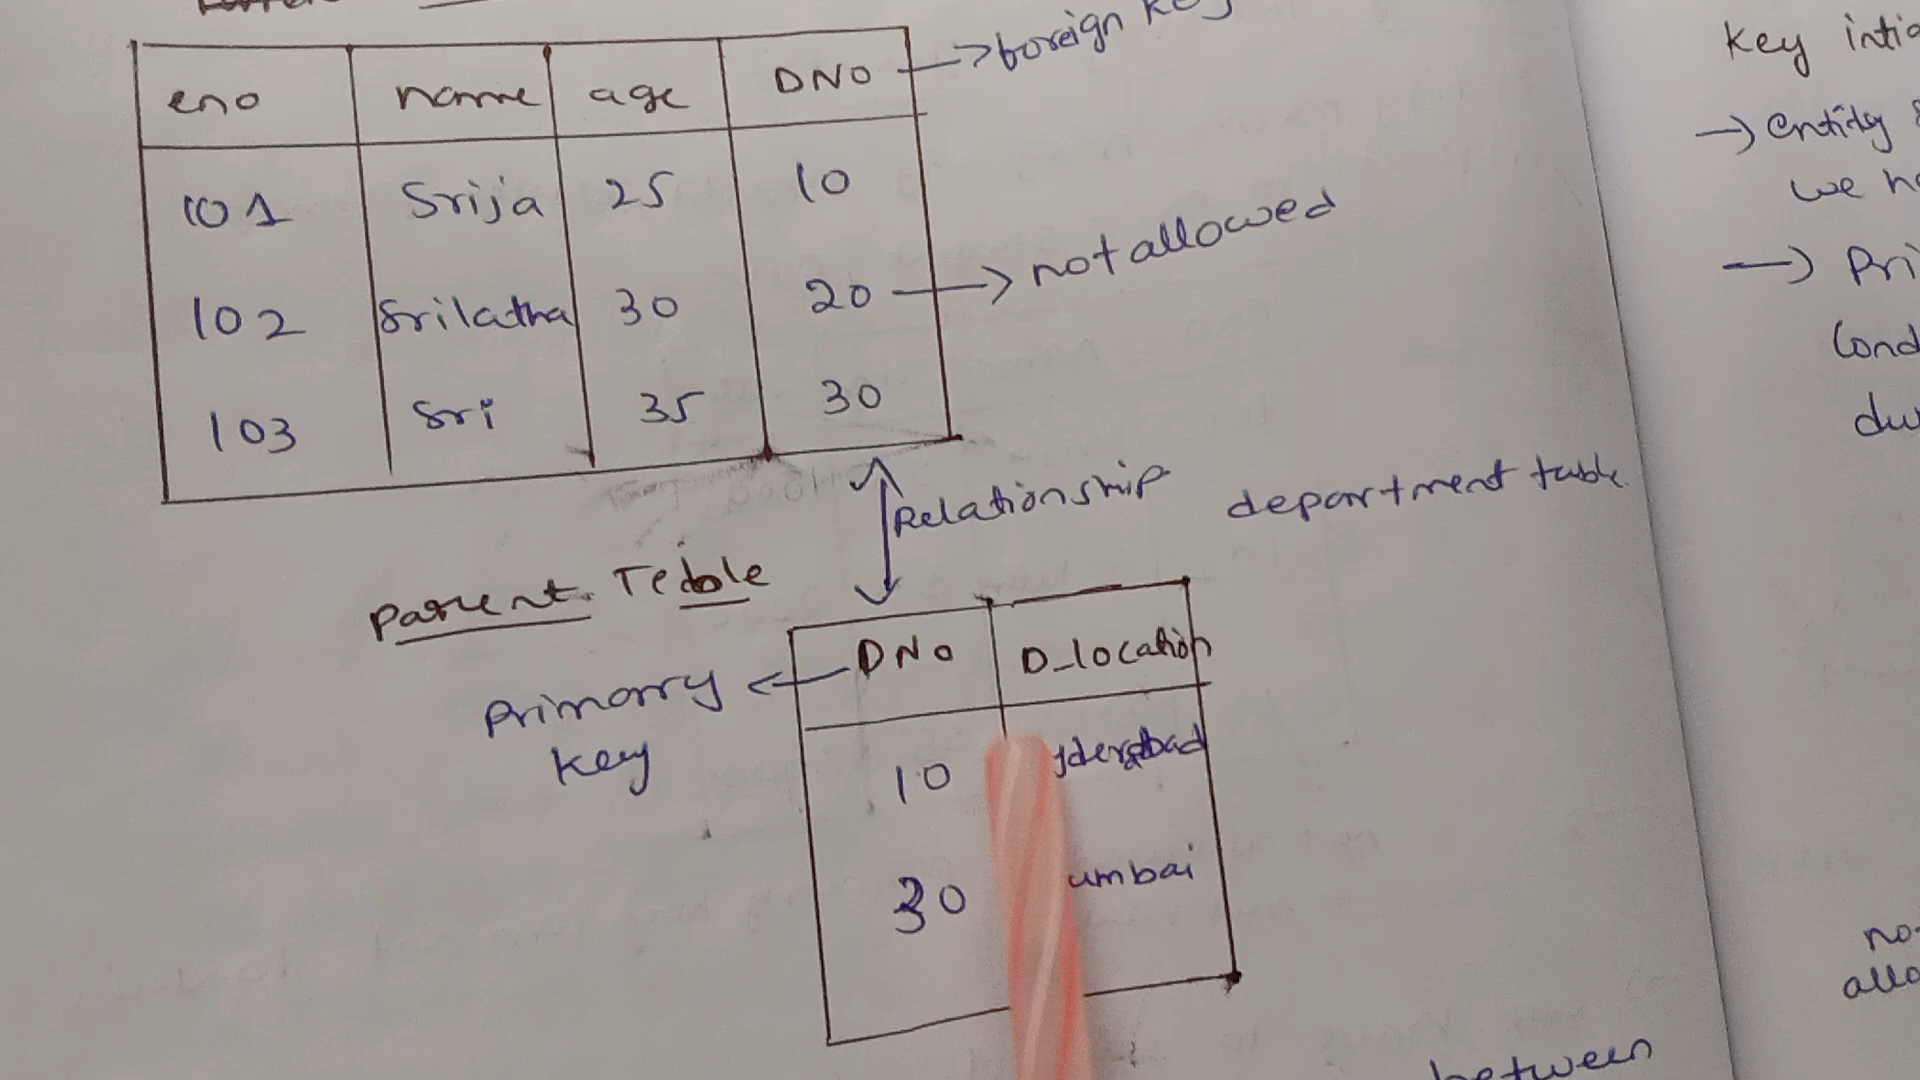 foreign key
eno name age DNO
101 Srija 25 10
102 Srilatha 30 20 → not allowed
103 Sri 35 30
Relationship
department table
Parent Table
DNO D_location
Primary
key
10 yderabad
30 umbai
between
key
→ entity
we
→ Pri
Cond
du
no
allo